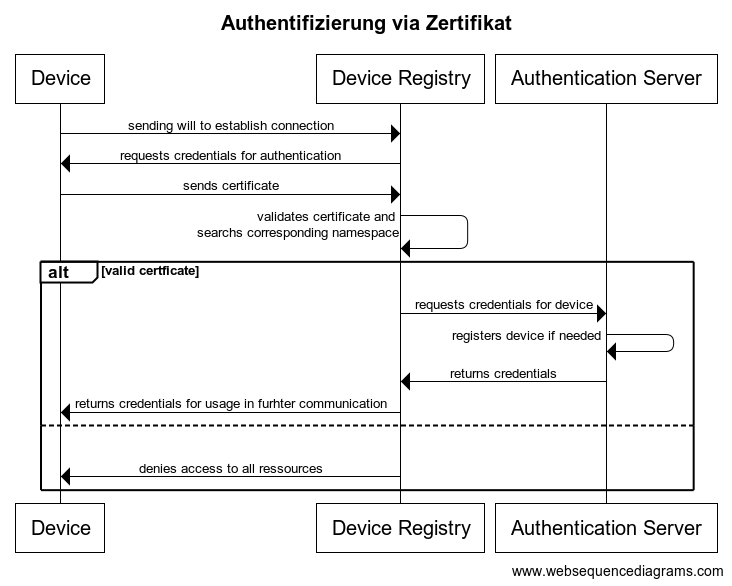 Authentifizierung via Zertifikat
Device
Device Registry
Authentication Server
sending will to establish connection
requests credentials for authentication
sends certificate
validates certificate and
searchs corresponding namespace
alt
[valid certficate]
requests credentials for device
registers device if needed
returns credentials
returns credentials for usage in furhter communication
denies access to all ressources
Device
Device Registry
Authentication Server
www.websequencediagrams.com